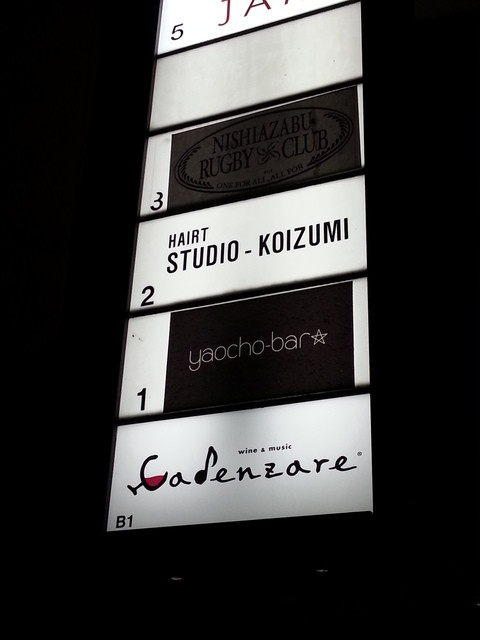 5
NISHIAZABU
RUGBY CLUB
ONE FOR ALL, ALL FOR
3
HAIRT
STUDIO - KOIZUMI
2
yaocho-bar☆
1
wine & music
Cadenzare
B1